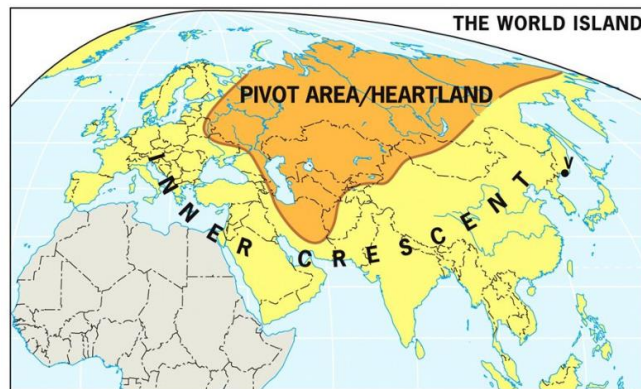 THE WORLD ISLAND
PIVOT AREA/HEARTLAND
V
INNER CRESCENT